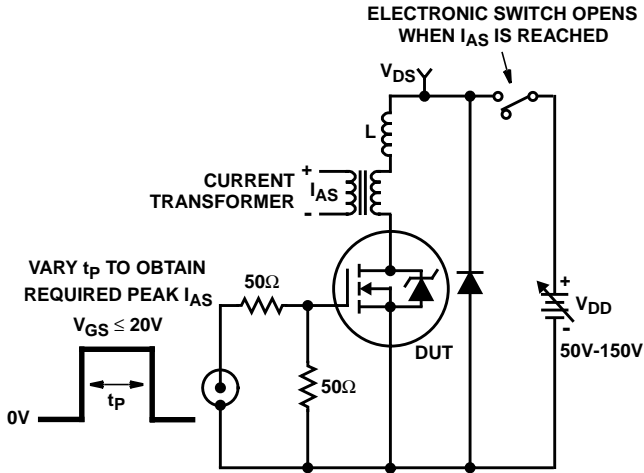 ELECTRONIC SWITCH OPENS
WHEN IAS IS REACHED
VDS
L
+
CURRENT
TRANSFORMER
IAS
-
VARY tP TO OBTAIN
REQUIRED PEAK IAS
50Ω
VGS ≤ 20V
+
VDD
-
DUT
50V-150V
50Ω
0V
tP